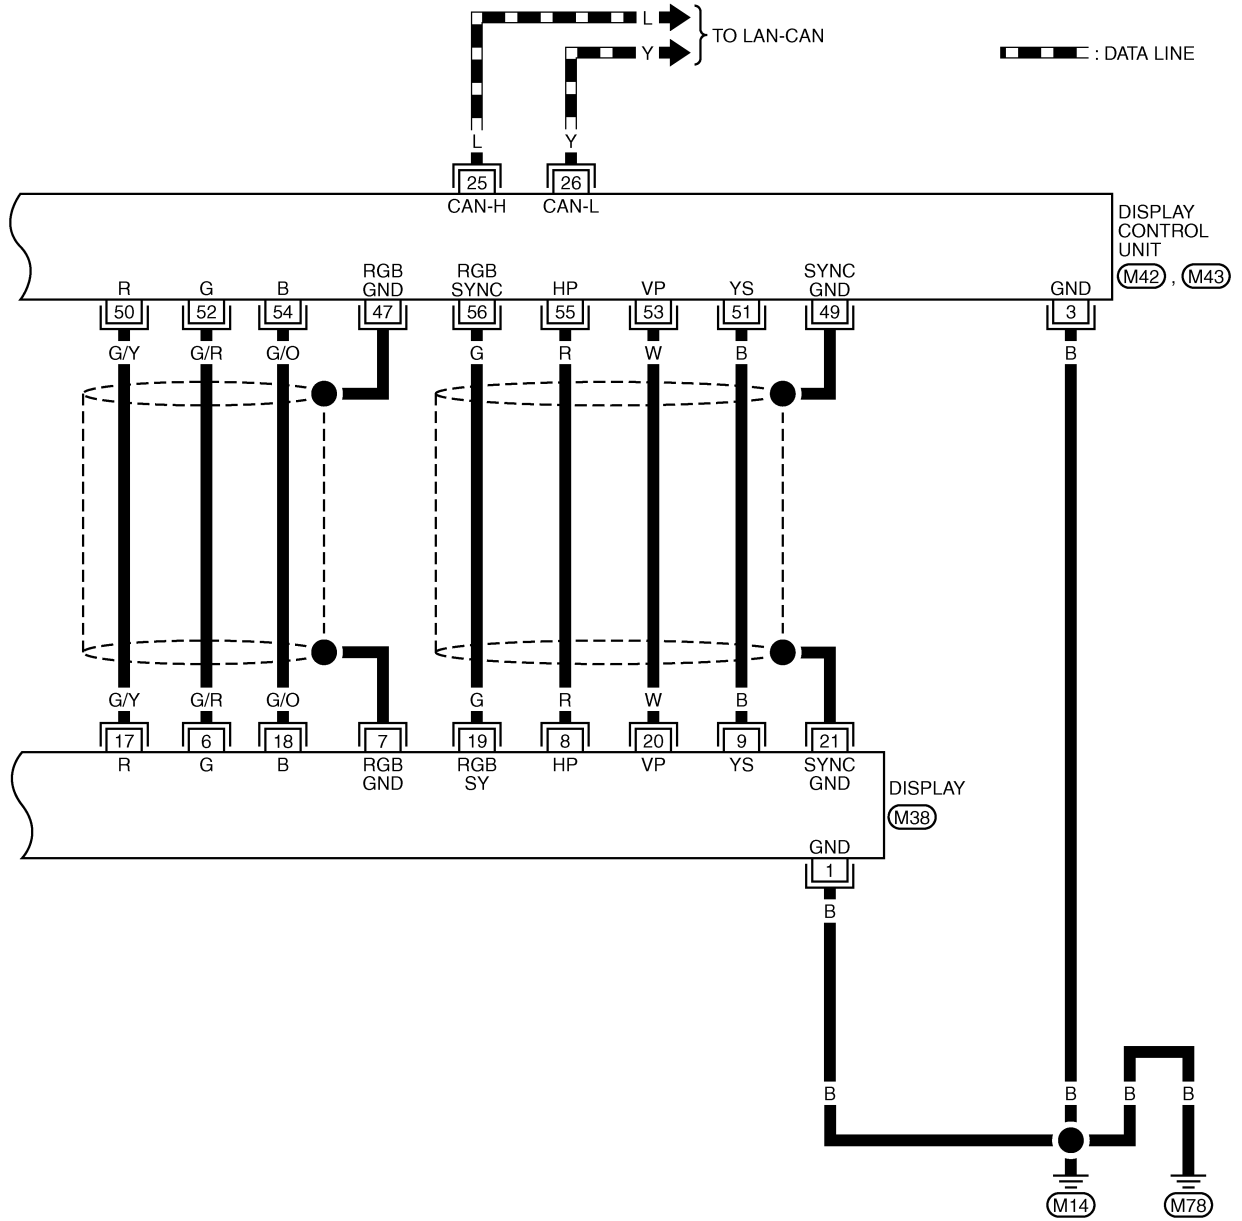 L
TO LAN-CAN
Y
: DATA LINE
L Y
25 26
CAN-H CAN-L
DISPLAY
CONTROL
UNIT
M42 , M43
R G B RGB GND RGB SYNC HP VP YS SYNC GND GND
50 52 54 47 56 55 53 51 49 3
G/Y G/R G/O G R W B B
G/Y G/R G/O G R W B
17 6 18 7 19 8 20 9 21
R G B RGB GND RGB SY HP VP YS SYNC GND
DISPLAY
M38
GND
1
B
B B B B
M14 M78